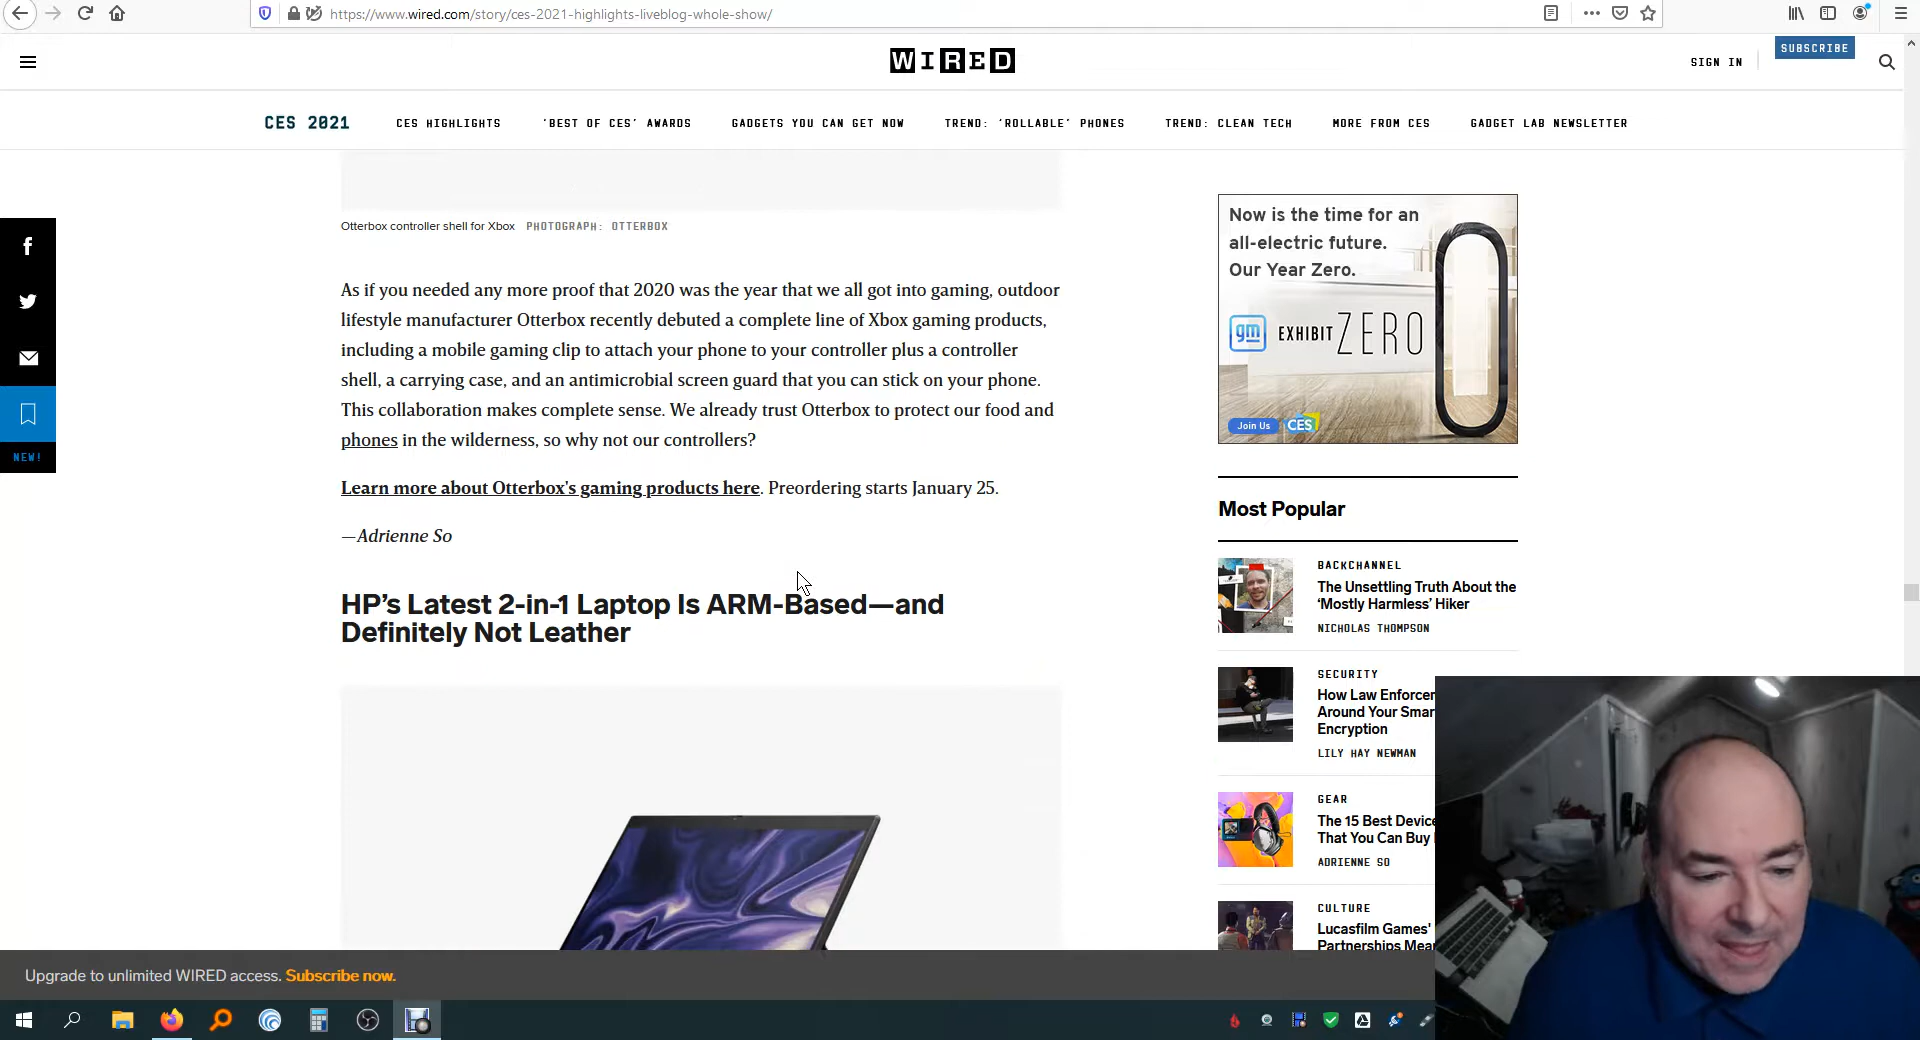 https://www.wired.com/story/ces-2021-highlights-liveblog-whole-show/
WIRED
SIGN IN
SUBSCRIBE
CES 2021
CES HIGHLIGHTS
'BEST OF CES' AWARDS
GADGETS YOU CAN GET NOW
TREND: 'ROLLABLE' PHONES
TREND: CLEAN TECH
MORE FROM CES
GADGET LAB NEWSLETTER
NEW!
Otterbox controller shell for Xbox PHOTOGRAPH: OTTERBOX
As if you needed any more proof that 2020 was the year that we all got into gaming, outdoor
lifestyle manufacturer Otterbox recently debuted a complete line of Xbox gaming products,
including a mobile gaming clip to attach your phone to your controller plus a controller
shell, a carrying case, and an antimicrobial screen guard that you can stick on your phone.
This collaboration makes complete sense. We already trust Otterbox to protect our food and
phones in the wilderness, so why not our controllers?
Learn more about Otterbox's gaming products here. Preordering starts January 25.
—Adrienne So
HP's Latest 2-in-1 Laptop Is ARM-Based—and
Definitely Not Leather
Now is the time for an
all-electric future.
Our Year Zero.
gm EXHIBIT ZERO
Join Us CES
Most Popular
BACKCHANNEL
The Unsettling Truth About the
'Mostly Harmless' Hiker
NICHOLAS THOMPSON
SECURITY
How Law Enforcem
Around Your Smar
Encryption
LILY HAY NEWMAN
GEAR
The 15 Best Device
That You Can Buy
ADRIENNE SO
CULTURE
Lucasfilm Games'
Partnerships Mea
Upgrade to unlimited WIRED access. Subscribe now.